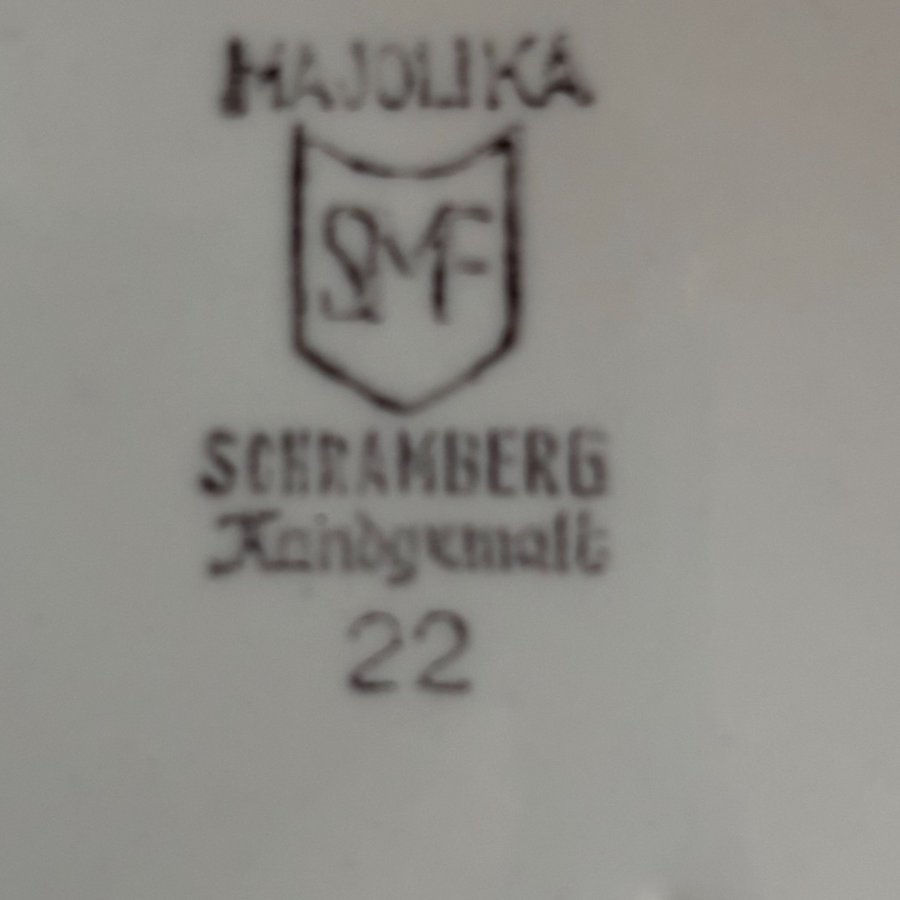 MAJOLIKA
SMF
SCHRAMBERG
Handgemalt
22